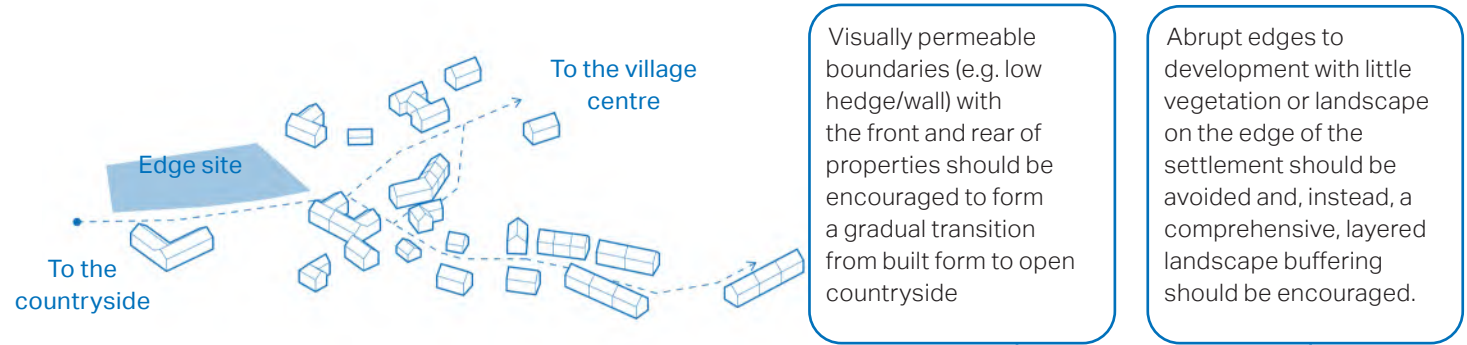 To the village
centre
Edge site
To the
countryside
Visually permeable
boundaries (e.g. low
hedge/wall) with
the front and rear of
properties should be
encouraged to form
a gradual transition
from built form to open
countryside
Abrupt edges to
development with little
vegetation or landscape
on the edge of the
settlement should be
avoided and, instead, a
comprehensive, layered
landscape buffering
should be encouraged.